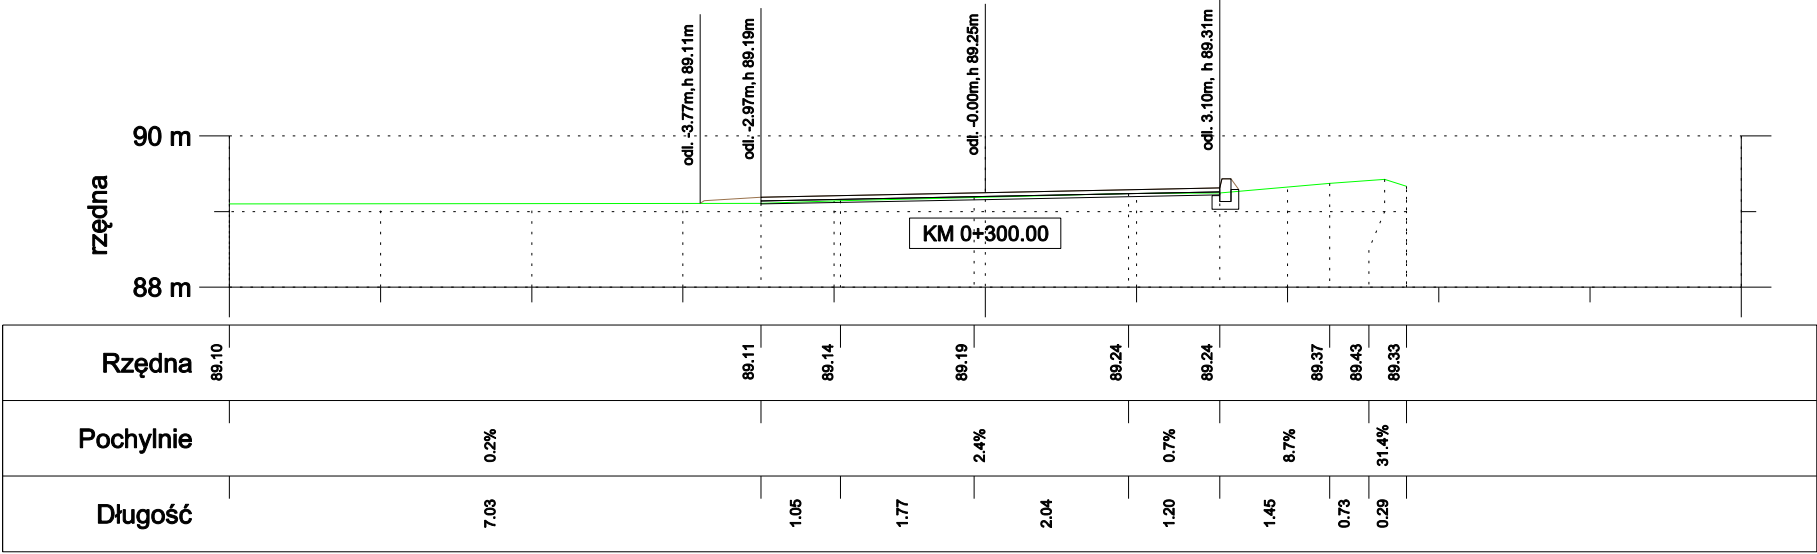 odl. -3.77m,h 89.11m
odl. -2.97m,h 89.19m
odl. -0.00m,h 89.25m
odl. 3.10m, h 89.31m
90 m
rzędna
88 m
KM 0+300.00
Rzędna
89.10
89.11
89.14
89.19
89.24
89.24
89.37
89.43
89.33
Pochylnie
0.2%
2.4%
0.7%
8.7%
31.4%
Długość
7.03
1.05
1.77
2.04
1.20
1.45
0.73
0.29